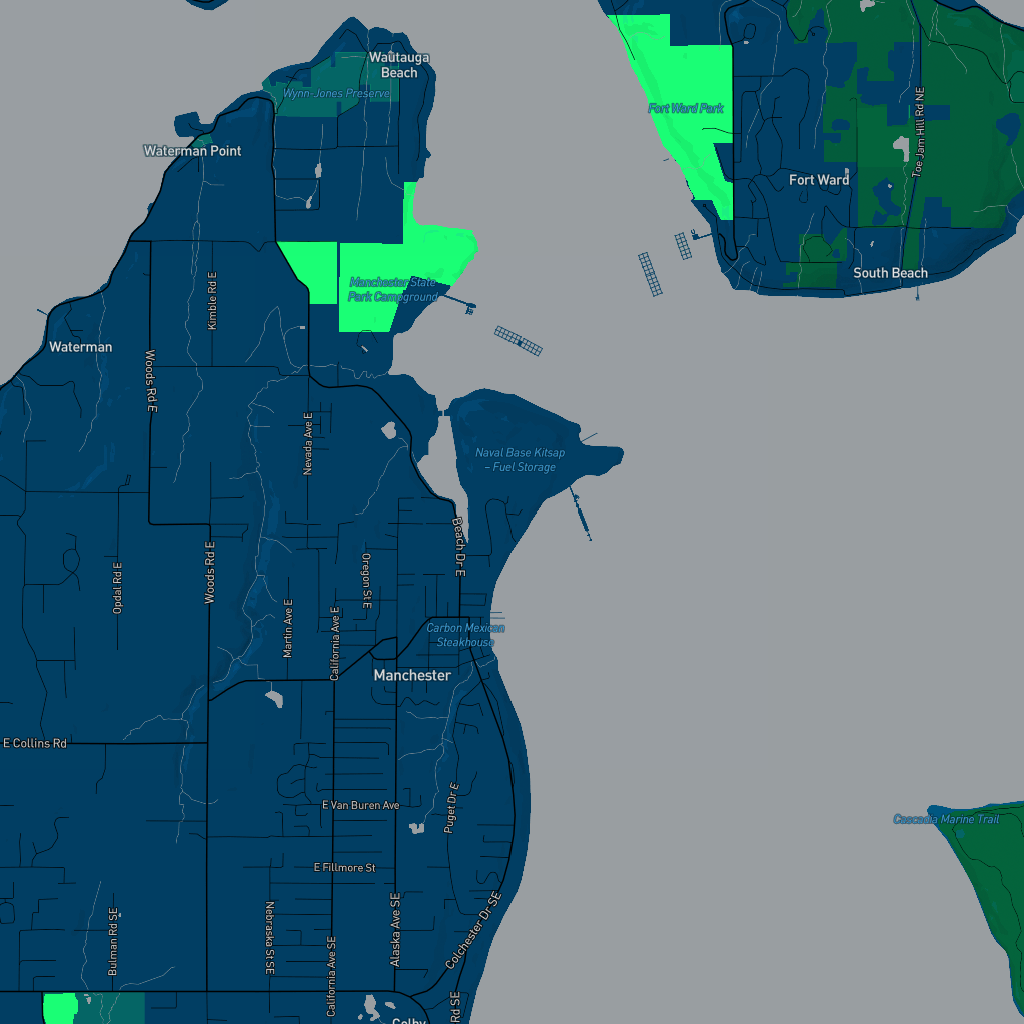 Wautauga
Beach
Wynn-Jones Preserve
Fort Ward Park
Toe Jam Hill Rd NE
Waterman Point
Fort Ward
South Beach
Kimble Rd E
Manchester State
Park Campground
Waterman
Woods Rd E
Nevada Ave E
Naval Base Kitsap
– Fuel Storage
Beach Dr E
Woods Rd E
Opdal Rd E
Oregon St E
Martin Ave E
California Ave E
Carbon Mexican
Steakhouse
Manchester
E Collins Rd
E Van Buren Ave
Puget Dr E
Cascadia Marine Trail
E Fillmore St
Nebraska St SE
Alaska Ave SE
Colchester Dr SE
Bulman Rd SE
California Ave SE
Rd SE
Colby